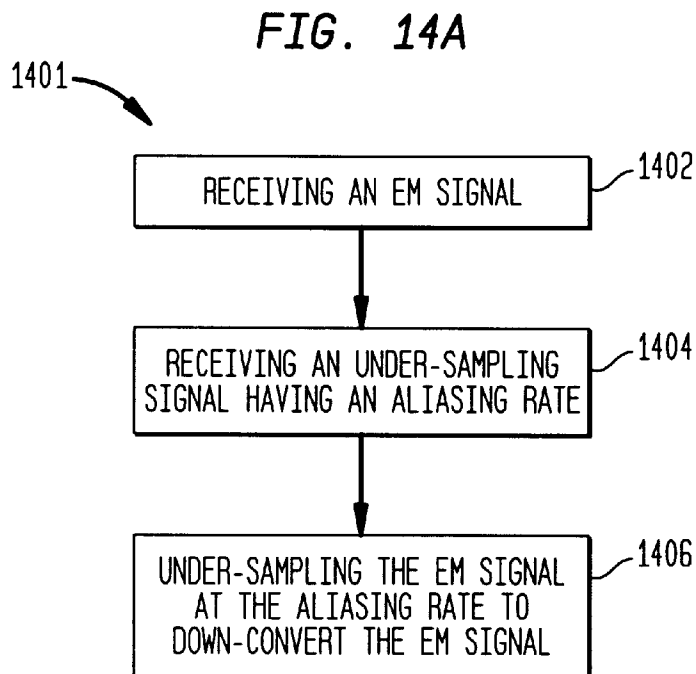 FIG. 14A
1401
RECEIVING AN EM SIGNAL
1402
RECEIVING AN UNDER-SAMPLING
SIGNAL HAVING AN ALIASING RATE
1404
UNDER-SAMPLING THE EM SIGNAL
AT THE ALIASING RATE TO
DOWN-CONVERT THE EM SIGNAL
1406